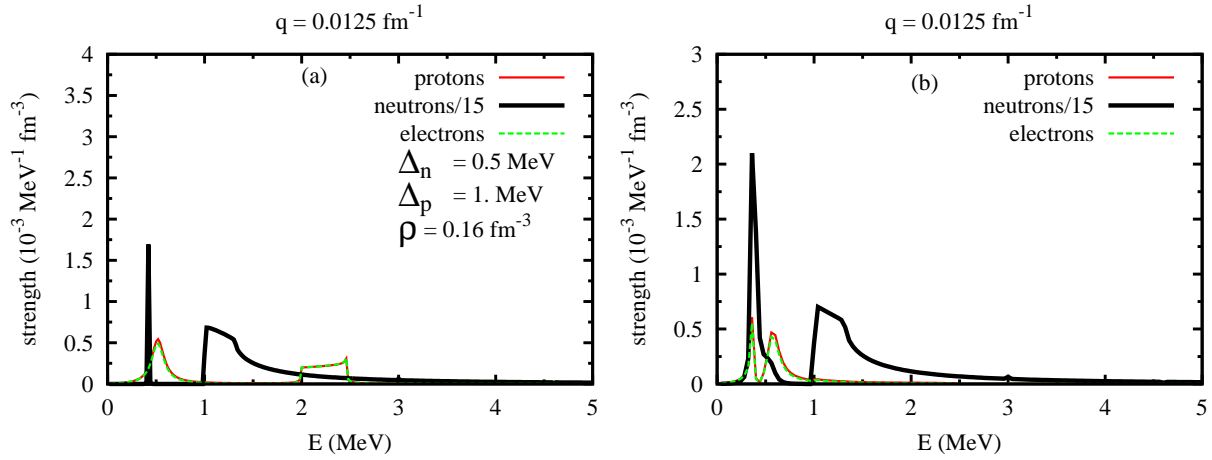 q = 0.0125 fm⁻¹
(a)
protons
neutrons/15
electrons
Δₙ = 0.5 MeV
Δₚ = 1. MeV
ρ = 0.16 fm⁻³
strength (10⁻³ MeV⁻¹ fm⁻³)
4
3.5
3
2.5
2
1.5
1
0.5
0
0 1 2 3 4 5
E (MeV)
q = 0.0125 fm⁻¹
(b)
protons
neutrons/15
electrons
strength (10⁻³ MeV⁻¹ fm⁻³)
3
2.5
2
1.5
1
0.5
0
0 1 2 3 4 5
E (MeV)